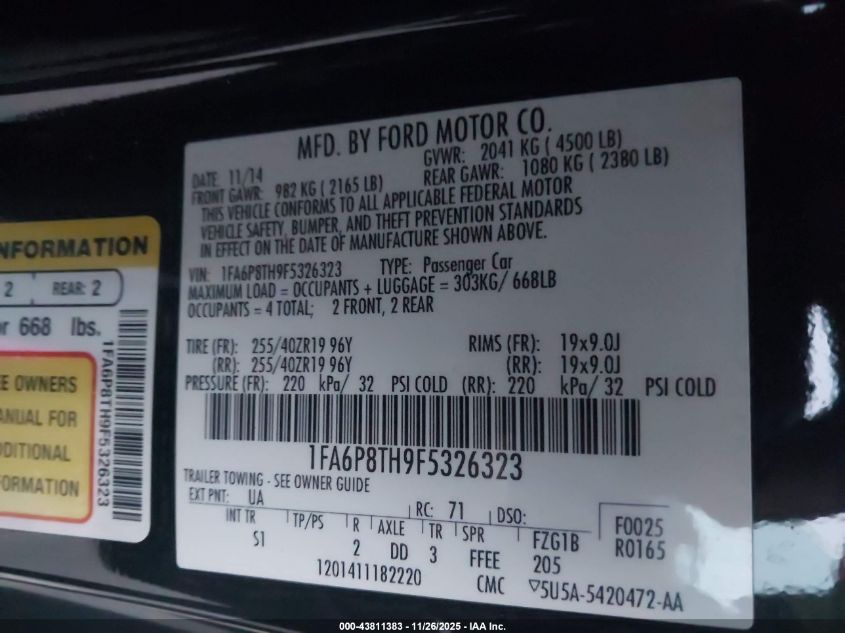 MFD. BY FORD MOTOR CO.
DATE: 11/14 GVWR: 2041 KG ( 4500 LB)
FRONT GAWR: 982 KG ( 2165 LB) REAR GAWR: 1080 KG ( 2380 LB)
THIS VEHICLE CONFORMS TO ALL APPLICABLE FEDERAL MOTOR
VEHICLE SAFETY, BUMPER, AND THEFT PREVENTION STANDARDS
IN EFFECT ON THE DATE OF MANUFACTURE SHOWN ABOVE.
VIN: 1FA6P8TH9F5326323 TYPE: Passenger Car
MAXIMUM LOAD = OCCUPANTS + LUGGAGE = 303KG/ 668LB
OCCUPANTS = 4 TOTAL; 2 FRONT, 2 REAR
TIRE (FR): 255/40ZR19 96Y RIMS (FR): 19x9.0J
(RR): 255/40ZR19 96Y (RR): 19x9.0J
PRESSURE (FR): 220 kPa/ 32 PSI COLD (RR): 220 kPa/ 32 PSI COLD
1FA6P8TH9F5326323
TRAILER TOWING - SEE OWNER GUIDE
EXT PNT: UA RC: 71 DSO: F0025
INT TR TP/PS R AXLE TR SPR FZG1B R0165
S1 2 DD 3 FFEE 205
1201411182220 CMC ▽5U5A-5420472-AA
NFORMATION
2 REAR: 2
or 668 lbs.
EE OWNERS
ANUAL FOR
DDITIONAL
FORMATION
1FA6P8TH9F5326323
000-43811383 - 11/26/2025 - IAA Inc.